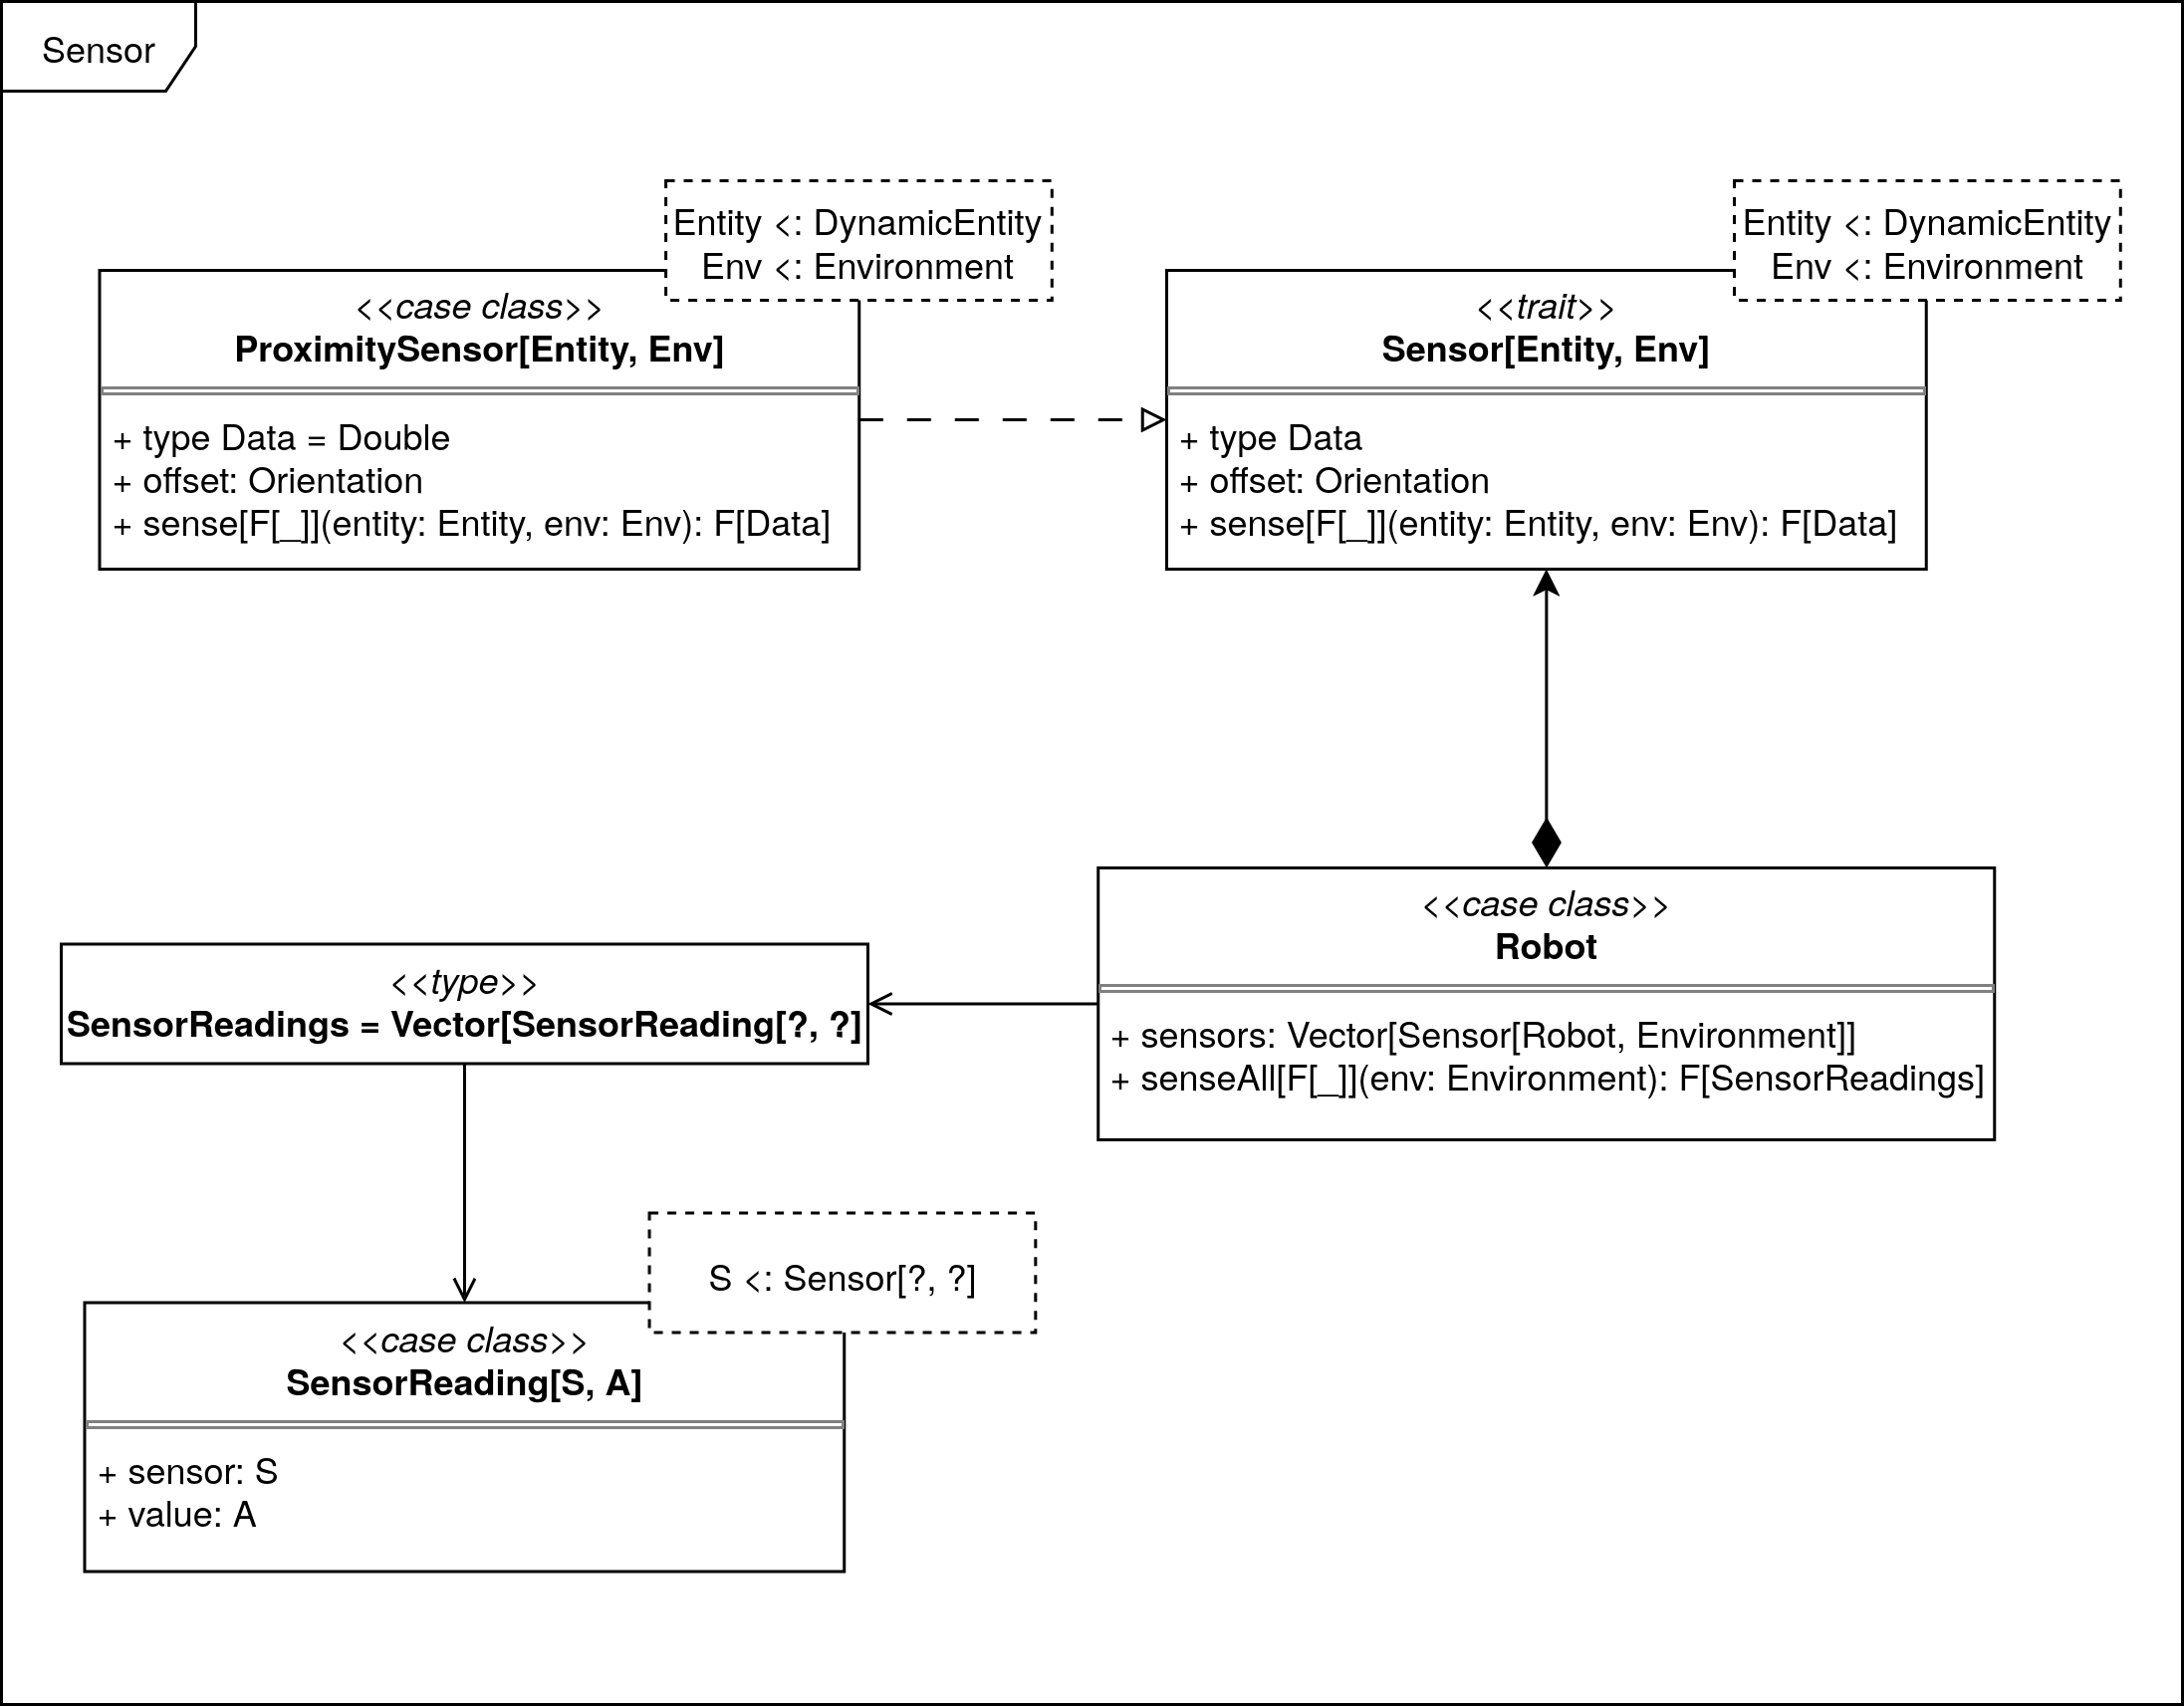 Sensor
Entity <: DynamicEntity
Env <: Environment
<<case class>>
ProximitySensor[Entity, Env]
+ type Data = Double
+ offset: Orientation
+ sense[F[_]](entity: Entity, env: Env): F[Data]
Entity <: DynamicEntity
Env <: Environment
<<trait>>
Sensor[Entity, Env]
+ type Data
+ offset: Orientation
+ sense[F[_]](entity: Entity, env: Env): F[Data]
<<case class>>
Robot
+ sensors: Vector[Sensor[Robot, Environment]]
+ senseAll[F[_]](env: Environment): F[SensorReadings]
<<type>>
SensorReadings = Vector[SensorReading[?, ?]
S <: Sensor[?, ?]
<<case class>>
SensorReading[S, A]
+ sensor: S
+ value: A